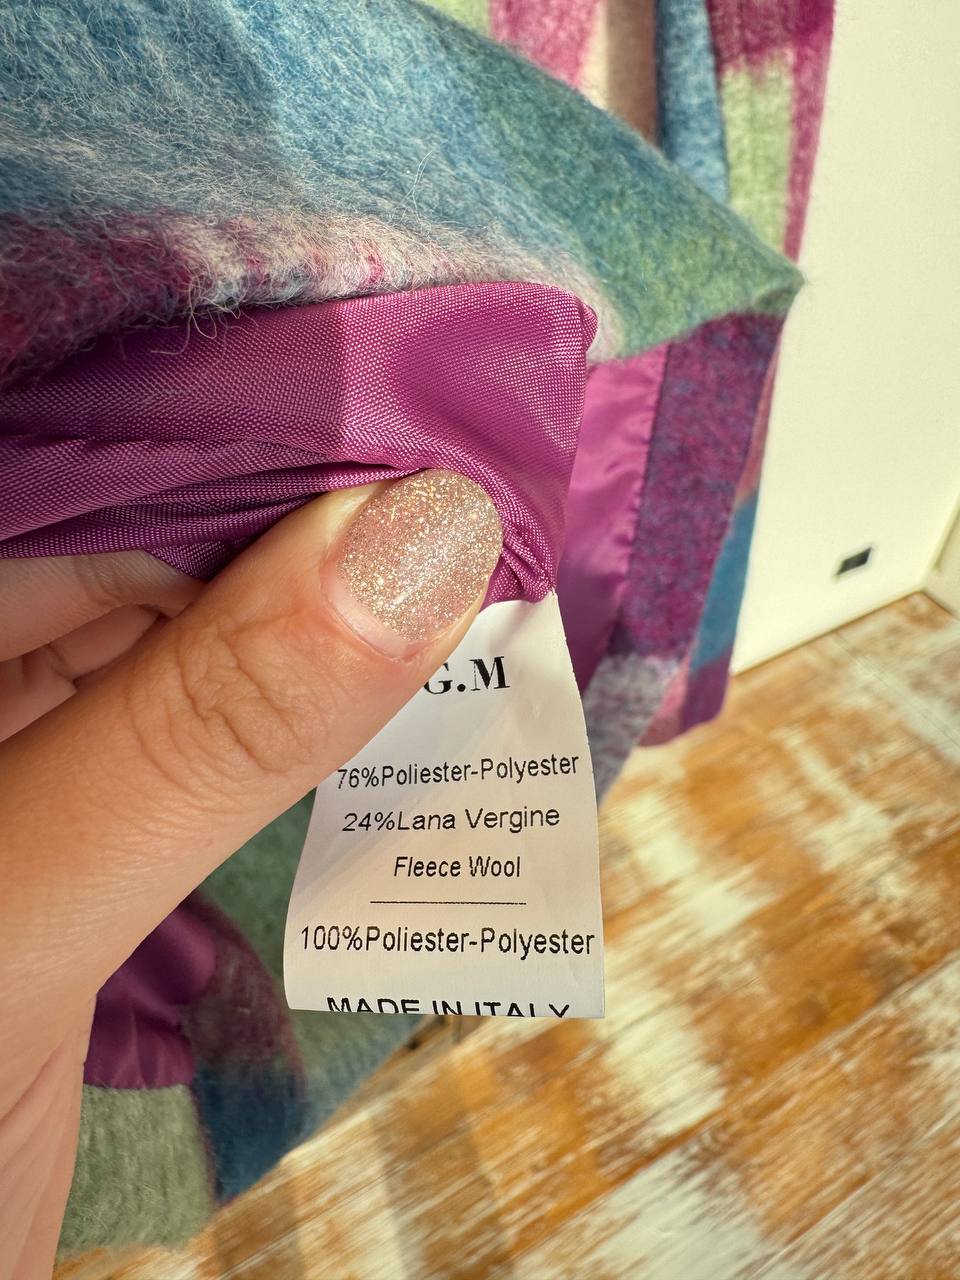 G.M
76%Poliester-Polyester
24%Lana Vergine
Fleece Wool
100%Poliester-Polyester
MADE IN ITALY